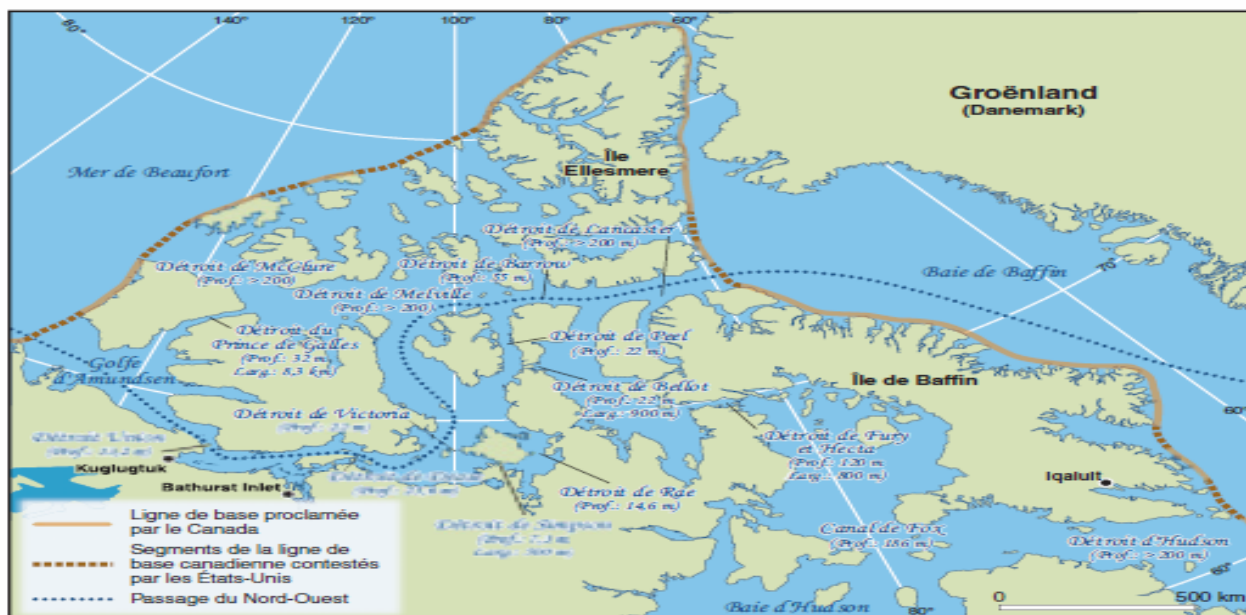 80°
140°
120°
100°
80°
60°
Groënland
(Danemark)
Mer de Beaufort
Île
Ellesmere
Détroit de Lancaster
(Prof.: > 200 m)
Détroit de McClure
(Prof.: > 200)
Détroit de Barrow
(Prof.: 55 m)
Baie de Baffin
70°
Détroit de Melville
(Prof.: > 200)
Détroit du
Prince de Galles
(Prof.: 32 m
Larg.: 8,3 km)
Détroit de Peel
(Prof.: 22 m)
Golfe
d'Amundsen
Détroit de Bellot
(Prof.: 22 m
Larg.: 900 m)
Île de Baffin
Détroit de Victoria
60°
Détroit de Fury
et Hecla
(Prof.: 120 m
Larg.: 800 m)
Kuglugtuk
Bathurst Inlet
Iqaluit
Détroit de Rae
(Prof.: 14,6 m)
Détroit de Simpson
Canal de Fox
(Prof.: 186 m)
Détroit d'Hudson
(Prof.: > 200 m)
60°
Ligne de base proclamée
par le Canada
Segments de la ligne de
base canadienne contestés
par les États-Unis
Passage du Nord-Ouest
Baie d'Hudson
80°
0 500 km